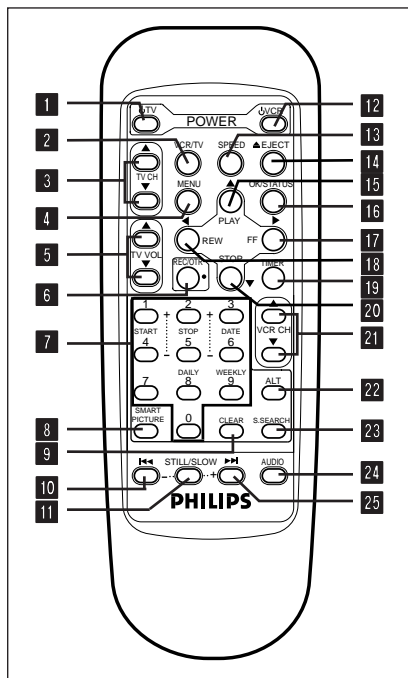 1 ⏻TV ⏻VCR 12
POWER
2 VCR/TV SPEED ⏏EJECT 13
14
3 ▲ TV CH ▼
4 MENU ▲ PLAY OK/STATUS 15
16
5 ▲ TV VOL ▼
◀ REW FF ▶ 17
18
6 REC/OTR ● STOP ▼ TIMER 19
20
7 1 + 2 + 3 ▲ VCR CH ▼ 21
START STOP DATE
4 - 5 - 6
DAILY WEEKLY
7 8 9 ALT 22
8 SMART PICTURE 0 CLEAR S.SEARCH 23
9
10 |◀◀ - STILL/SLOW + ▶▶| AUDIO 24
11 25
PHILIPS